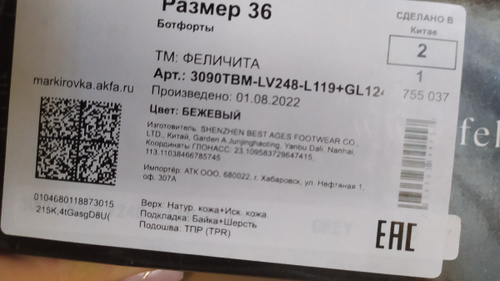 Размер 36
Ботфорты
СДЕЛАНО В
Китае
2
1
755 037
ТМ: ФЕЛИЧИТА
Арт.: 3090TBM-LV248-L119+GL124
Произведено: 01.08.2022
Цвет: БЕЖЕВЫЙ
markirovka.akfa.ru
Изготовитель: SHENZHEN BEST AGES FOOTWEAR CO.,
LTD., Китай, Garden A Junjinghaoting, Yanbu Dali. Nanhai,
Координаты ГЛОНАСС: 23.109583729647415,
113.11038466785745
Импортёр: АТК ООО, 680022, г. Хабаровск, ул. Нефтяная 1.
оф. 307А
0104680118873015
215K,4tGasgD8U(
Верх: Натур. кожа+Иск. кожа.
Подкладка: Байка+Шерсть
Подошва: ТПР (TPR)
EAC
fel